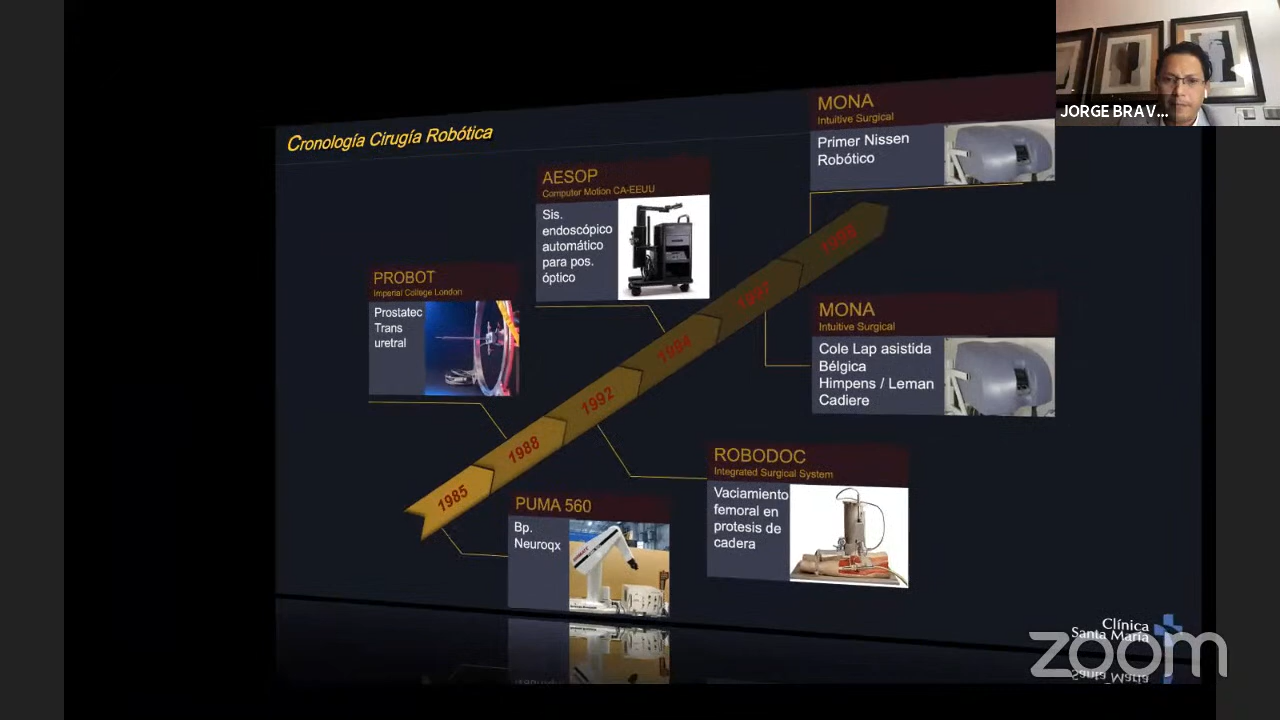 Cronología Cirugía Robótica
MONA
Intuitive Surgical
Primer Nissen
Robótico
JORGE BRAV...
AESOP
Computer Motion CA-EEUU
Sis.
endoscópico
automático
para pos.
óptico
PROBOT
Imperial College London
Prostatec
Trans
uretral
1985
1988
1992
1994
1997
1998
MONA
Intuitive Surgical
Cole Lap asistida
Bélgica
Himpens / Leman
Cadiere
ROBODOC
Integrated Surgical System
Vaciamiento
femoral en
protesis de
cadera
PUMA 560
Bp.
Neuroqx
Clínica
Santa María
zoom